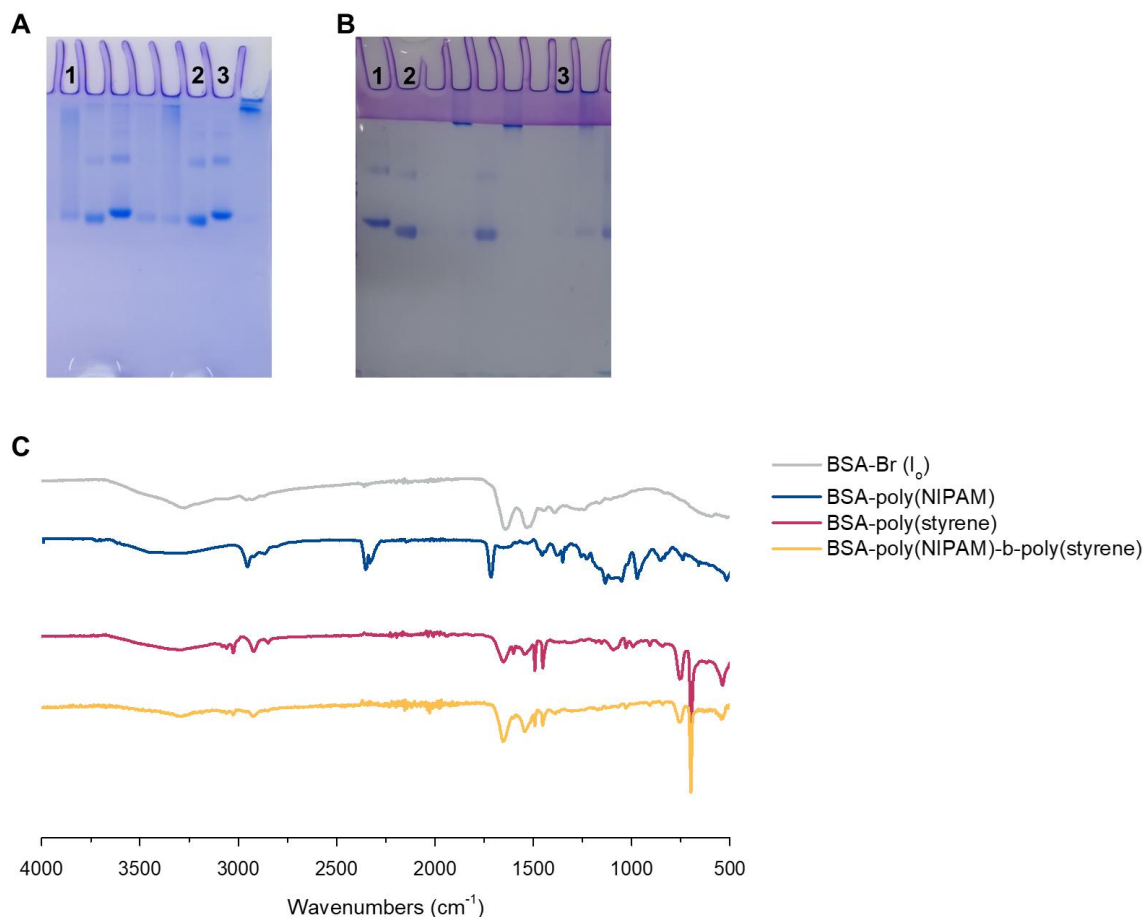 A
B
1
2
3
1
2
3
C
BSA-Br (Iₒ)
BSA-poly(NIPAM)
BSA-poly(styrene)
BSA-poly(NIPAM)-b-poly(styrene)
4000 3500 3000 2500 2000 1500 1000 500
Wavenumbers (cm⁻¹)